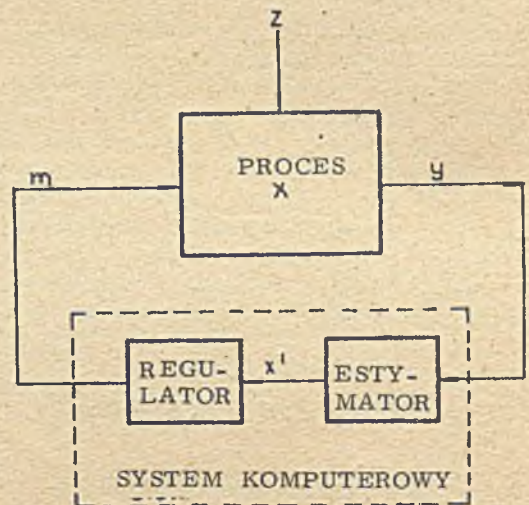 z
PROCES
x
m
y
REGU-
LATOR
x'
ESTY-
MATOR
SYSTEM KOMPUTEROWY